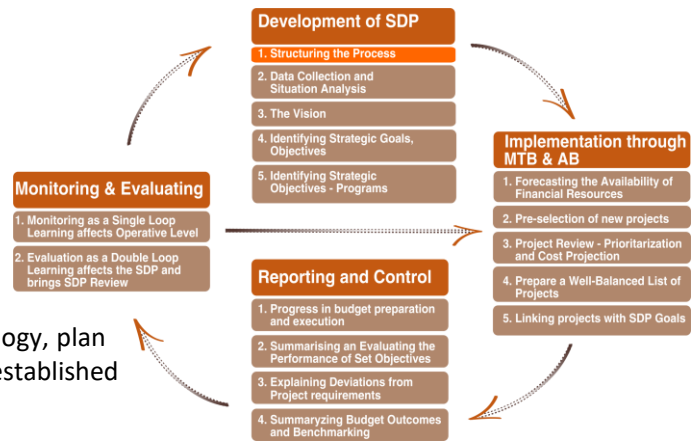 Development of SDP
1. Structuring the Process
2. Data Collection and
Situation Analysis
3. The Vision
4. Identifying Strategic Goals,
Objectives
5. Identifying Strategic
Objectives - Programs
Implementation through
MTB & AB
1. Forecasting the Availability of
Financial Resources
2. Pre-selection of new projects
3. Project Review - Prioritarization
and Cost Projection
4. Prepare a Well-Balanced List of
Projects
5. Linking projects with SDP Goals
Monitoring & Evaluating
1. Monitoring as a Single Loop
Learning affects Operative Level
2. Evaluation as a Double Loop
Learning affects the SDP and
brings SDP Review
Reporting and Control
1. Progress in budget preparation
and execution
2. Summarising an Evaluating the
Performance of Set Objectives
3. Explaining Deviations from
Project requirements
4. Summaryzing Budget Outcomes
and Benchmarking
ogy, plan
established